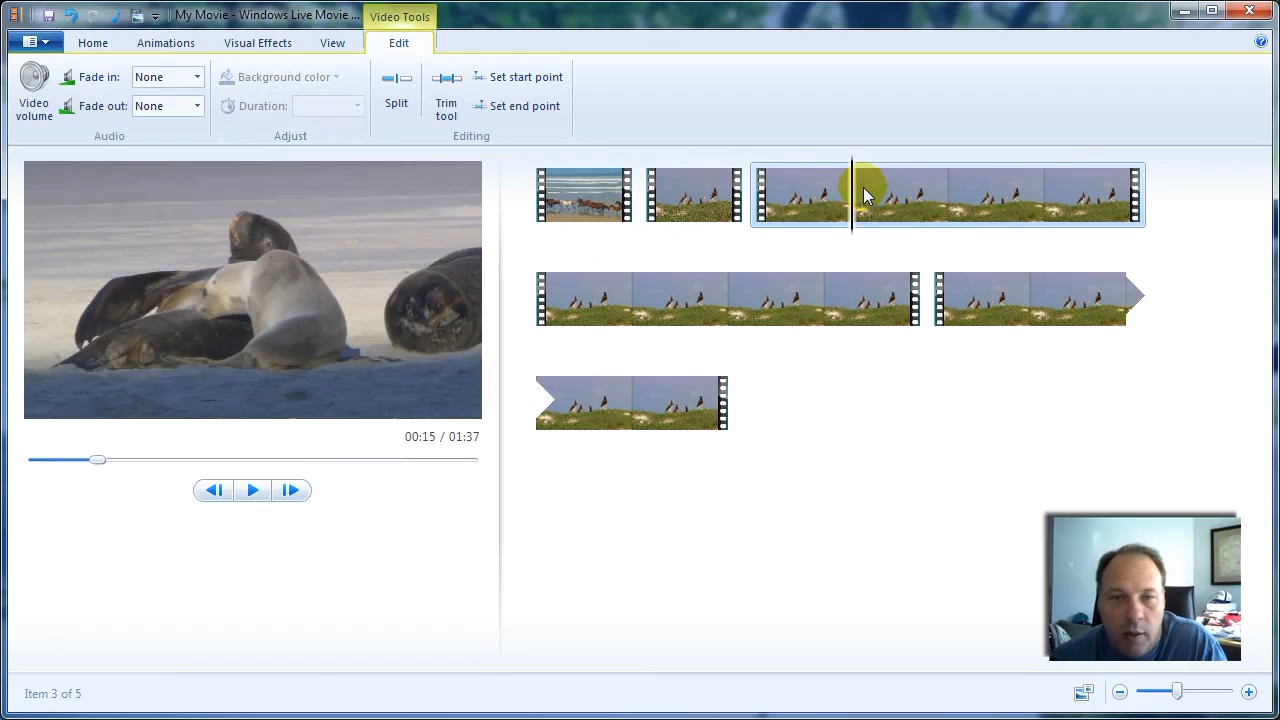 My Movie - Windows Live Movie ...
Video Tools
Home
Animations
Visual Effects
View
Edit
Video volume
Fade in:
None
Fade out:
None
Audio
Background color
Duration:
Adjust
Split
Trim tool
Set start point
Set end point
Editing
00:15 / 01:37
Item 3 of 5